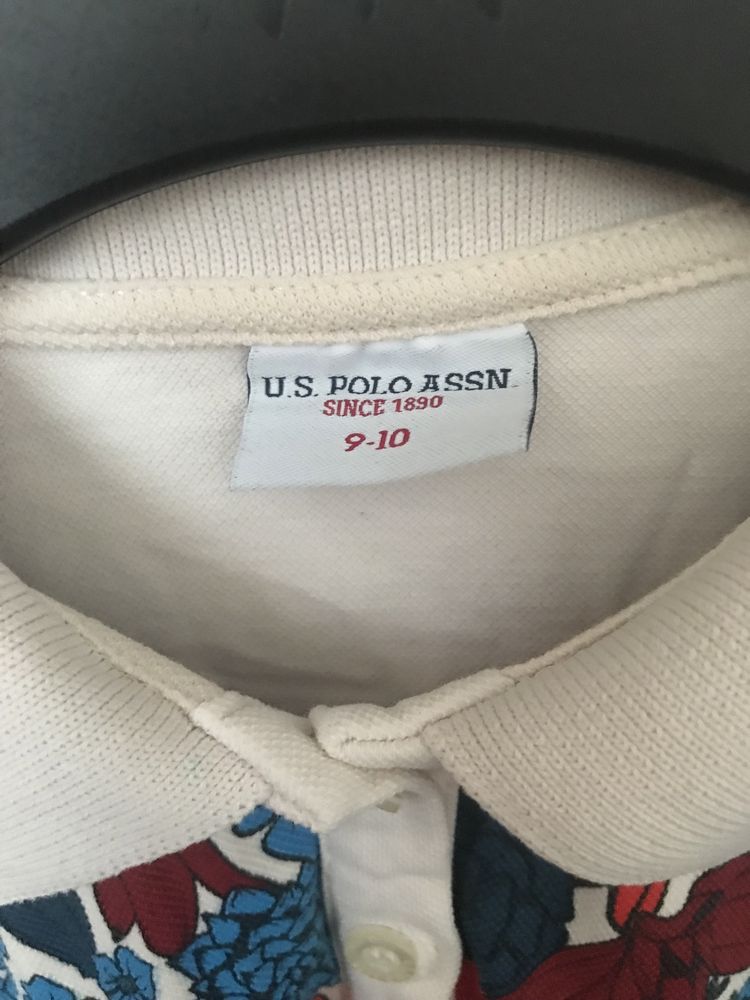 U.S. POLO ASSN.
SINCE 1890
9-10